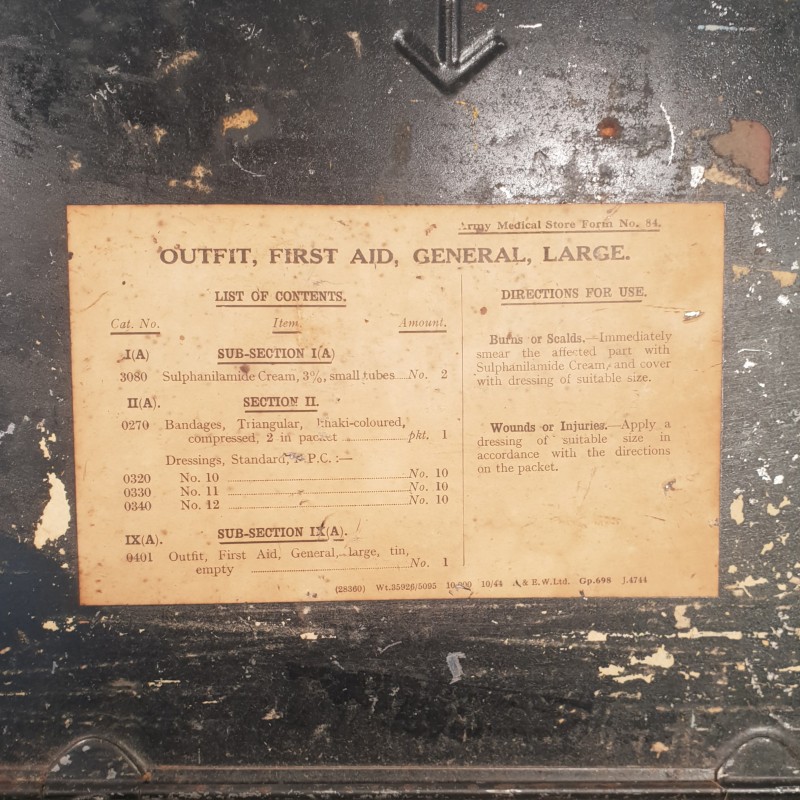 Army Medical Store Form No. 84.
OUTFIT, FIRST AID, GENERAL, LARGE.
LIST OF CONTENTS.
Cat. No. Item. Amount.
I(A) SUB-SECTION I(A)
3080 Sulphanilamide Cream, 3%, small tubes....No. 2
II(A). SECTION II.
0270 Bandages, Triangular, khaki-coloured,
compressed, 2 in packet ....pkt. 1
Dressings, Standard, P.C. :—
0320 No. 10 ....No. 10
0330 No. 11 ....No. 10
0340 No. 12 ....No. 10
IX(A). SUB-SECTION IX(A).
0401 Outfit, First Aid, General, large, tin,
empty ....No. 1
DIRECTIONS FOR USE.
Burns or Scalds.—Immediately
smear the affected part with
Sulphanilamide Cream, and cover
with dressing of suitable size.
Wounds or Injuries.—Apply a
dressing of suitable size in
accordance with the directions
on the packet.
(28360) Wt.35926/5095 10/44 & E.W.Ltd. Gp.698 J.4744